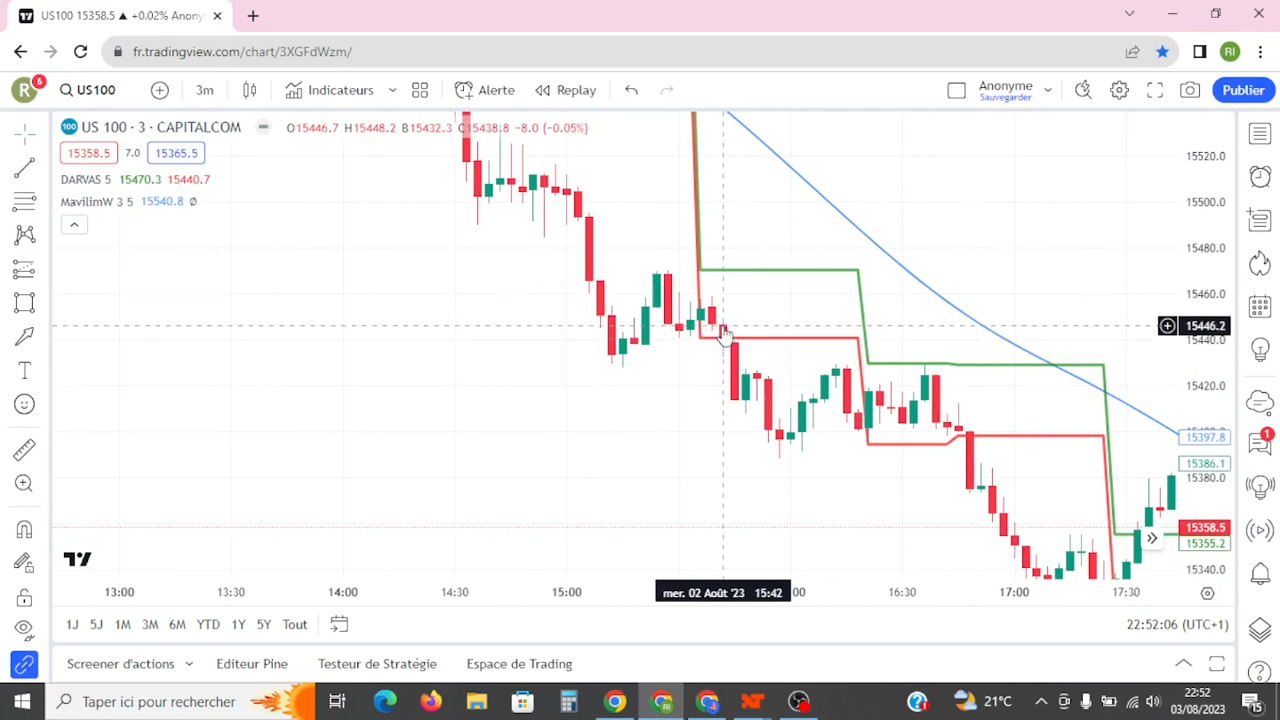 US100 15358.5 ▲ +0.02% Anony
fr.tradingview.com/chart/3XGFdWzm/
RI
R
6
US100
3m
Indicateurs
Alerte
Replay
Anonyme
Sauvegarder
Publier
100 US 100 · 3 · CAPITALCOM O15446.7 H15448.2 B15432.3 C15438.8 -8.0 (-0.05%)
15358.5 7.0 15365.5
DARVAS 5 15470.3 15440.7
MavilimW 3 5 15540.8 Ø
15520.0
15500.0
15480.0
15460.0
15446.2
15440.0
15420.0
15397.8
15386.1
15380.0
15358.5
15355.2
15340.0
1
13:00 13:30 14:00 14:30 15:00 mer. 02 Août '23 15:42 :00 16:30 17:00 17:30
1J 5J 1M 3M 6M YTD 1Y 5Y Tout
22:52:06 (UTC+1)
Screener d'actions Editeur Pine Testeur de Stratégie Espace de Trading
Taper ici pour rechercher
RI
21°C
22:52
03/08/2023
15